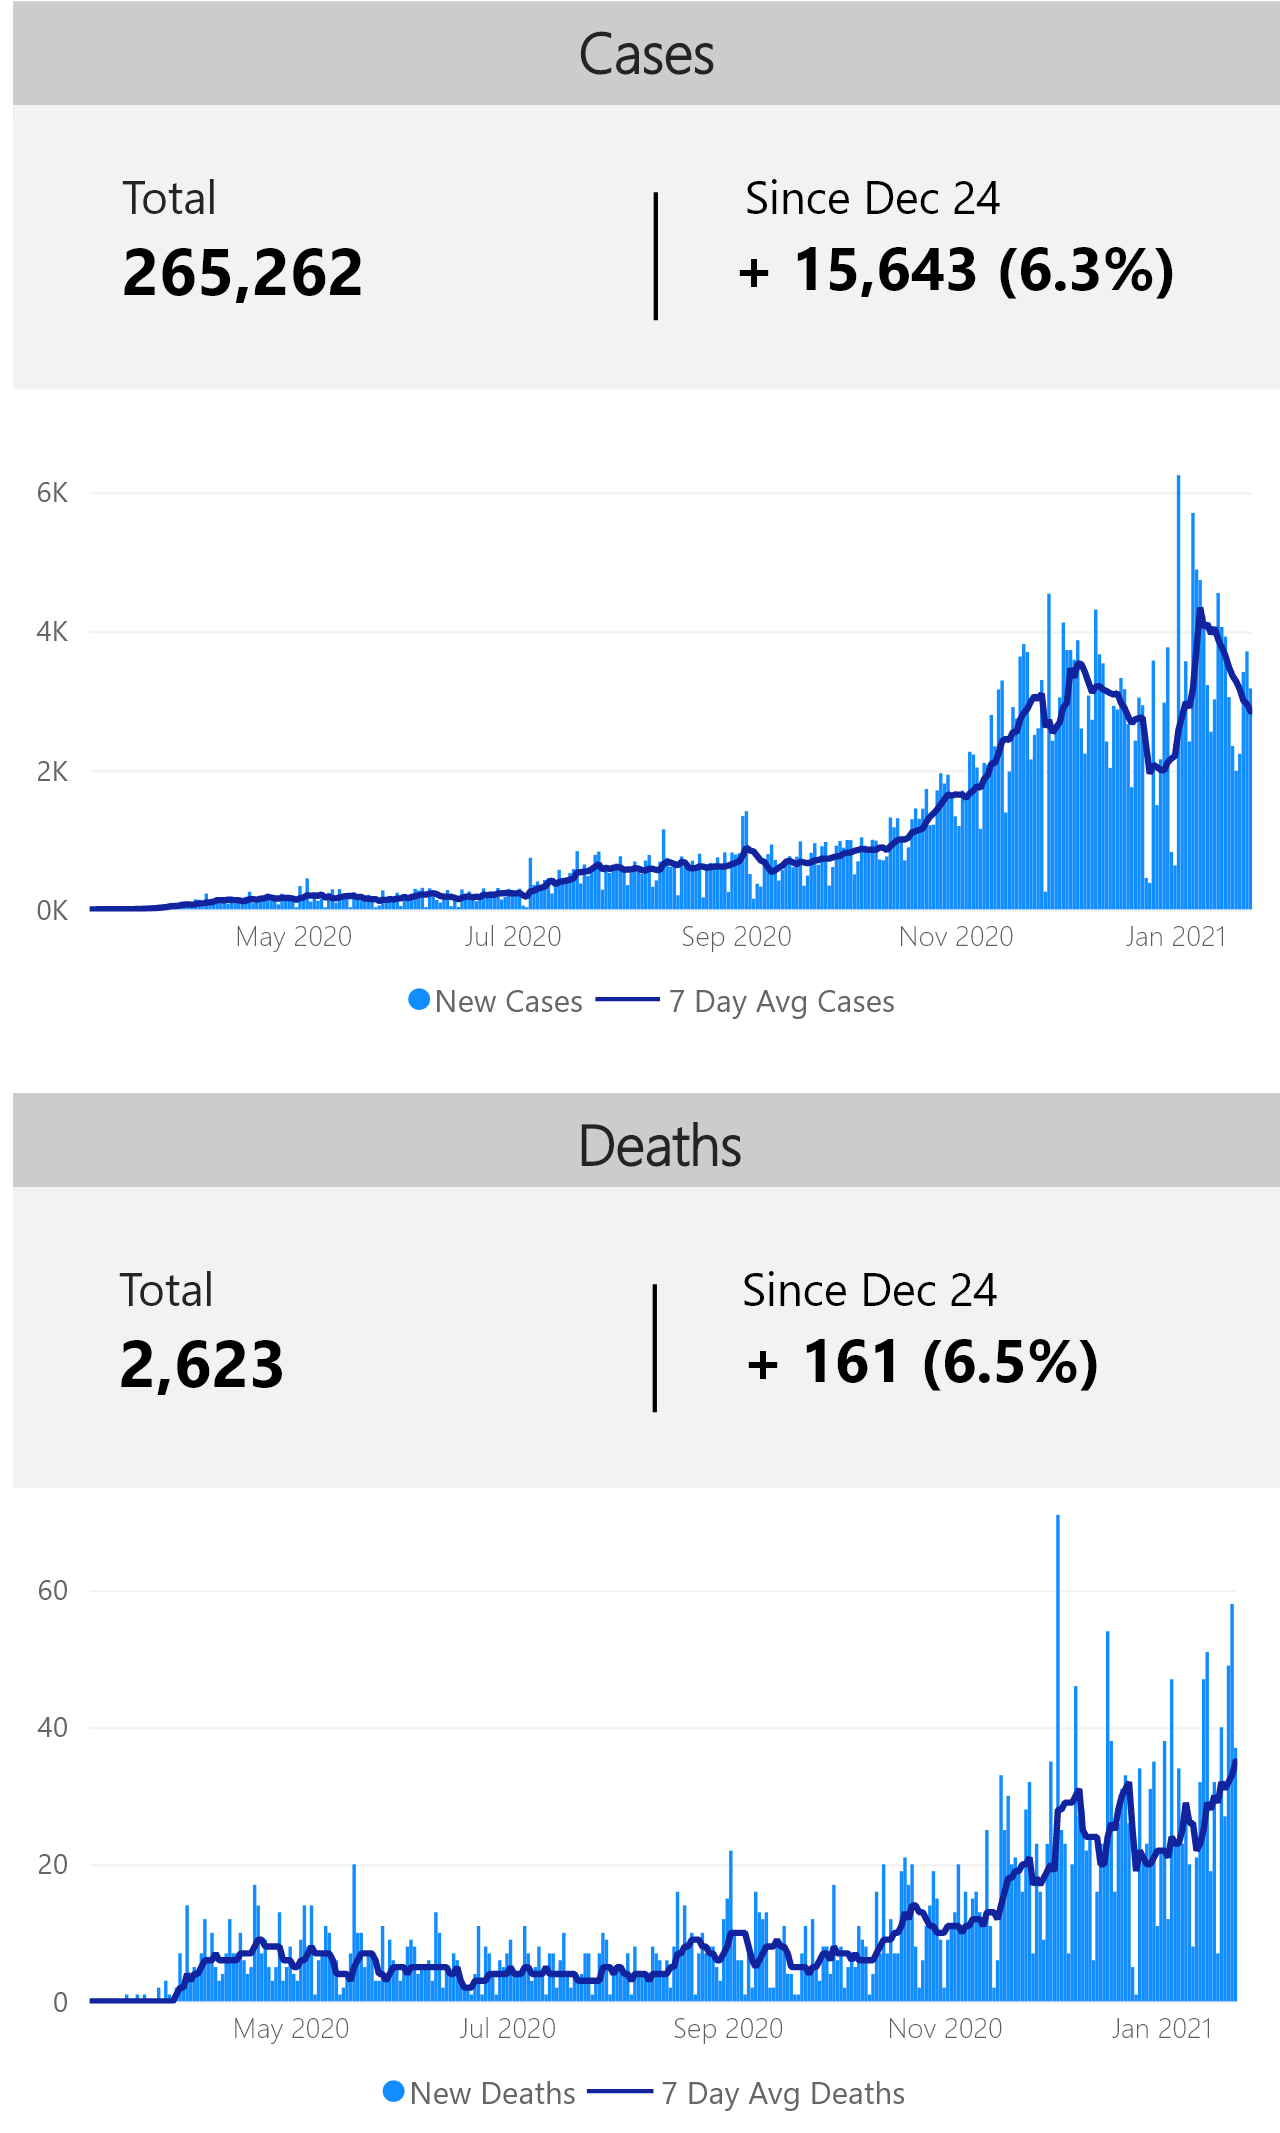 Cases
Total
Since Dec 24
265,262
+ 15,643 (6.3%)
6K
4K
2K
0K
May 2020
Jul 2020
Sep 2020
Nov 2020
Jan 2021
New Cases
7 Day Avg Cases
Deaths
Total
Since Dec 24
2,623
+ 161 (6.5%)
60
40
20
0
May 2020
Jul 2020
Sep 2020
Nov 2020
Jan 2021
New Deaths
7 Day Avg Deaths